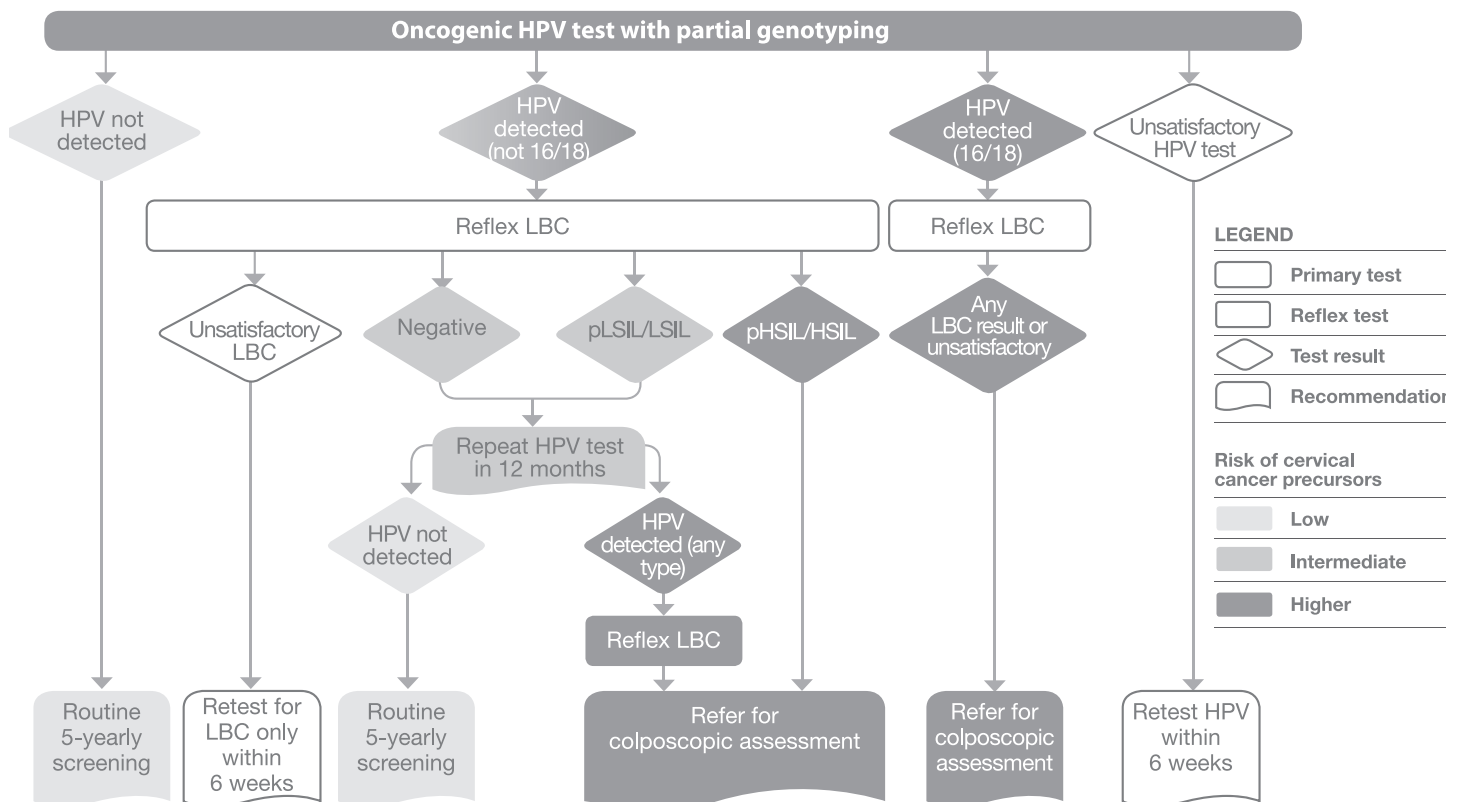 Oncogenic HPV test with partial genotyping
HPV not
detected
HPV
detected
(not 16/18)
HPV
detected
(16/18)
Unsatisfactory
HPV test
Reflex LBC
Reflex LBC
Unsatisfactory
LBC
Negative
pLSIL/LSIL
pHSIL/HSIL
Any
LBC result or
unsatisfactory
Repeat HPV test
in 12 months
HPV not
detected
HPV
detected (any
type)
Reflex LBC
Routine
5-yearly
screening
Retest for
LBC only
within
6 weeks
Routine
5-yearly
screening
Refer for
colposcopic assessment
Refer for
colposcopic
assessment
Retest HPV
within
6 weeks
LEGEND
Primary test
Reflex test
Test result
Recommendation
Risk of cervical
cancer precursors
Low
Intermediate
Higher